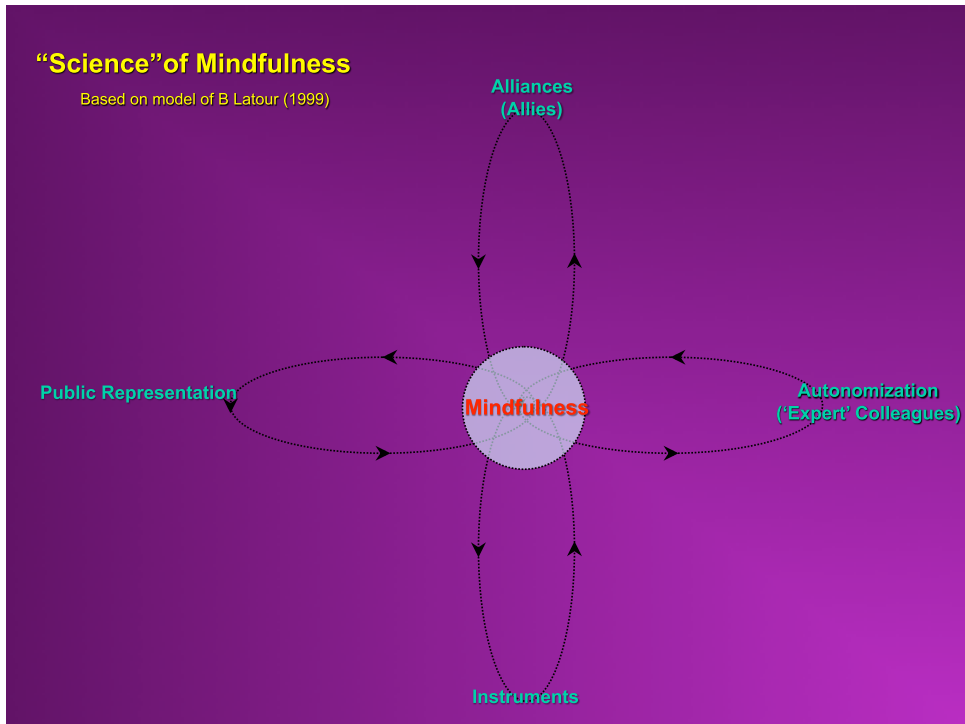 “Science”of Mindfulness
Based on model of B Latour (1999)
Alliances
(Allies)
Public Representation
Mindfulness
Autonomization
(‘Expert’ Colleagues)
Instruments